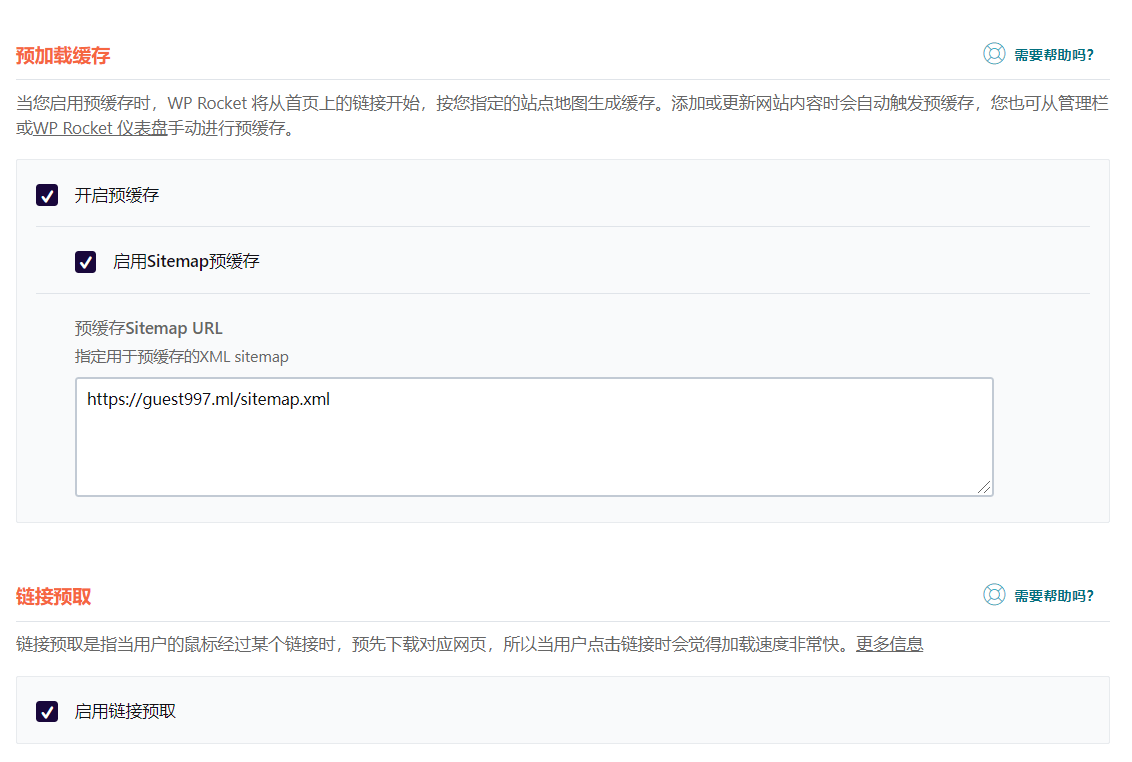 预加载缓存
需要帮助吗?
当您启用预缓存时，WP Rocket 将从首页上的链接开始，按您指定的站点地图生成缓存。添加或更新网站内容时会自动触发预缓存，您也可从管理栏
或WP Rocket 仪表盘手动进行预缓存。
开启预缓存
启用Sitemap预缓存
预缓存Sitemap URL
指定用于预缓存的XML sitemap
https://guest997.ml/sitemap.xml
链接预取
需要帮助吗?
链接预取是指当用户的鼠标经过某个链接时，预先下载对应网页，所以当用户点击链接时会觉得加载速度非常快。更多信息
启用链接预取